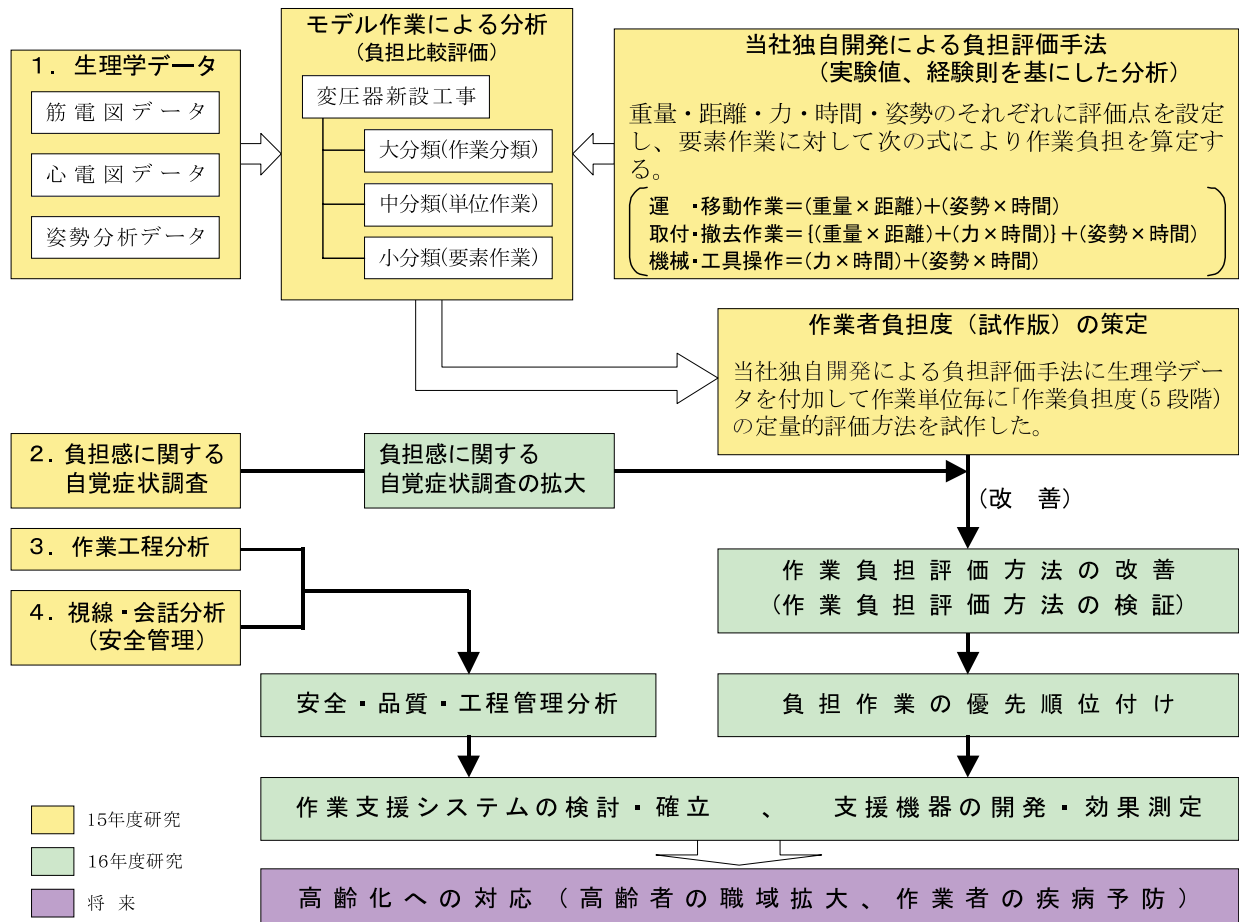 1．生理学データ
筋電図データ
心電図データ
姿勢分析データ
モデル作業による分析
(負担比較評価)
変圧器新設工事
大分類(作業分類)
中分類(単位作業)
小分類(要素作業)
当社独自開発による負担評価手法
（実験値、経験則を基にした分析）
重量・距離・力・時間・姿勢のそれぞれに評価点を設定
し、要素作業に対して次の式により作業負担を算定す
る。
運　・移動作業＝(重量×距離)＋(姿勢×時間)
取付・撤去作業＝{(重量×距離)＋(力×時間)}＋(姿勢×時間)
機械・工具操作＝(力×時間)＋(姿勢×時間)
作業者負担度（試作版）の策定
当社独自開発による負担評価手法に生理学デー
タを付加して作業単位毎に「作業負担度(5段階)
の定量的評価方法を試作した。
2．負担感に関する
自覚症状調査
負担感に関する
自覚症状調査の拡大
(改　善)
3．作業工程分析
4．視線・会話分析
（安全管理）
作業負担評価方法の改善
(作業負担評価方法の検証)
安全・品質・工程管理分析
負担作業の優先順位付け
作業支援システムの検討・確立　、　支援機器の開発・効果測定
高齢化への対応（高齢者の職域拡大、作業者の疾病予防）
15年度研究
16年度研究
将 来